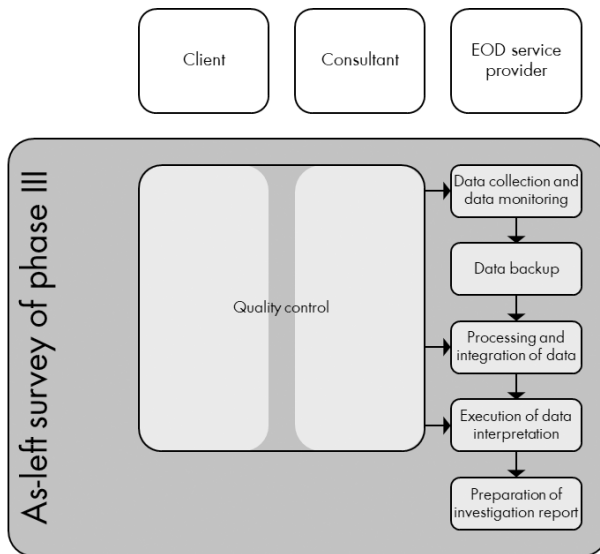 Client
Consultant
EOD service
provider
As-left survey of phase III
Quality control
Data collection and
data monitoring
Data backup
Processing and
integration of data
Execution of data
interpretation
Preparation of
investigation report